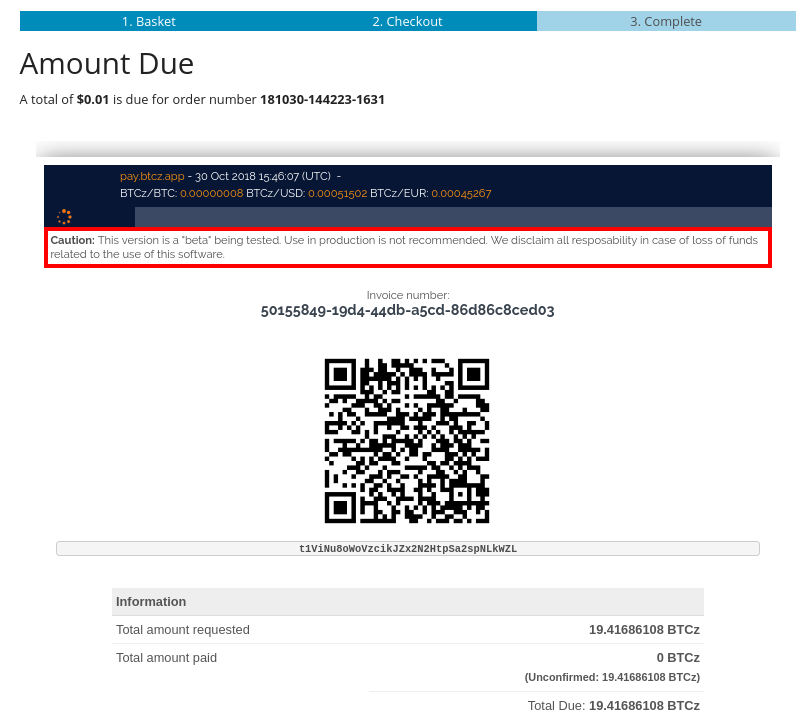 1. Basket 2. Checkout 3. Complete
Amount Due
A total of $0.01 is due for order number 181030-144223-1631
pay.btcz.app - 30 Oct 2018 15:46:07 (UTC) -
BTCz/BTC: 0.00000008 BTCz/USD: 0.00051502 BTCz/EUR: 0.00045267
Caution: This version is a "beta" being tested. Use in production is not recommended. We disclaim all resposability in case of loss of funds
related to the use of this software.
Invoice number:
50155849-19d4-44db-a5cd-86d86c8ced03
t1ViNu8oWoVzcikJZx2N2HtpSa2spNLkWZL
Information
Total amount requested 19.41686108 BTCz
Total amount paid 0 BTCz
(Unconfirmed: 19.41686108 BTCz)
Total Due: 19.41686108 BTCz